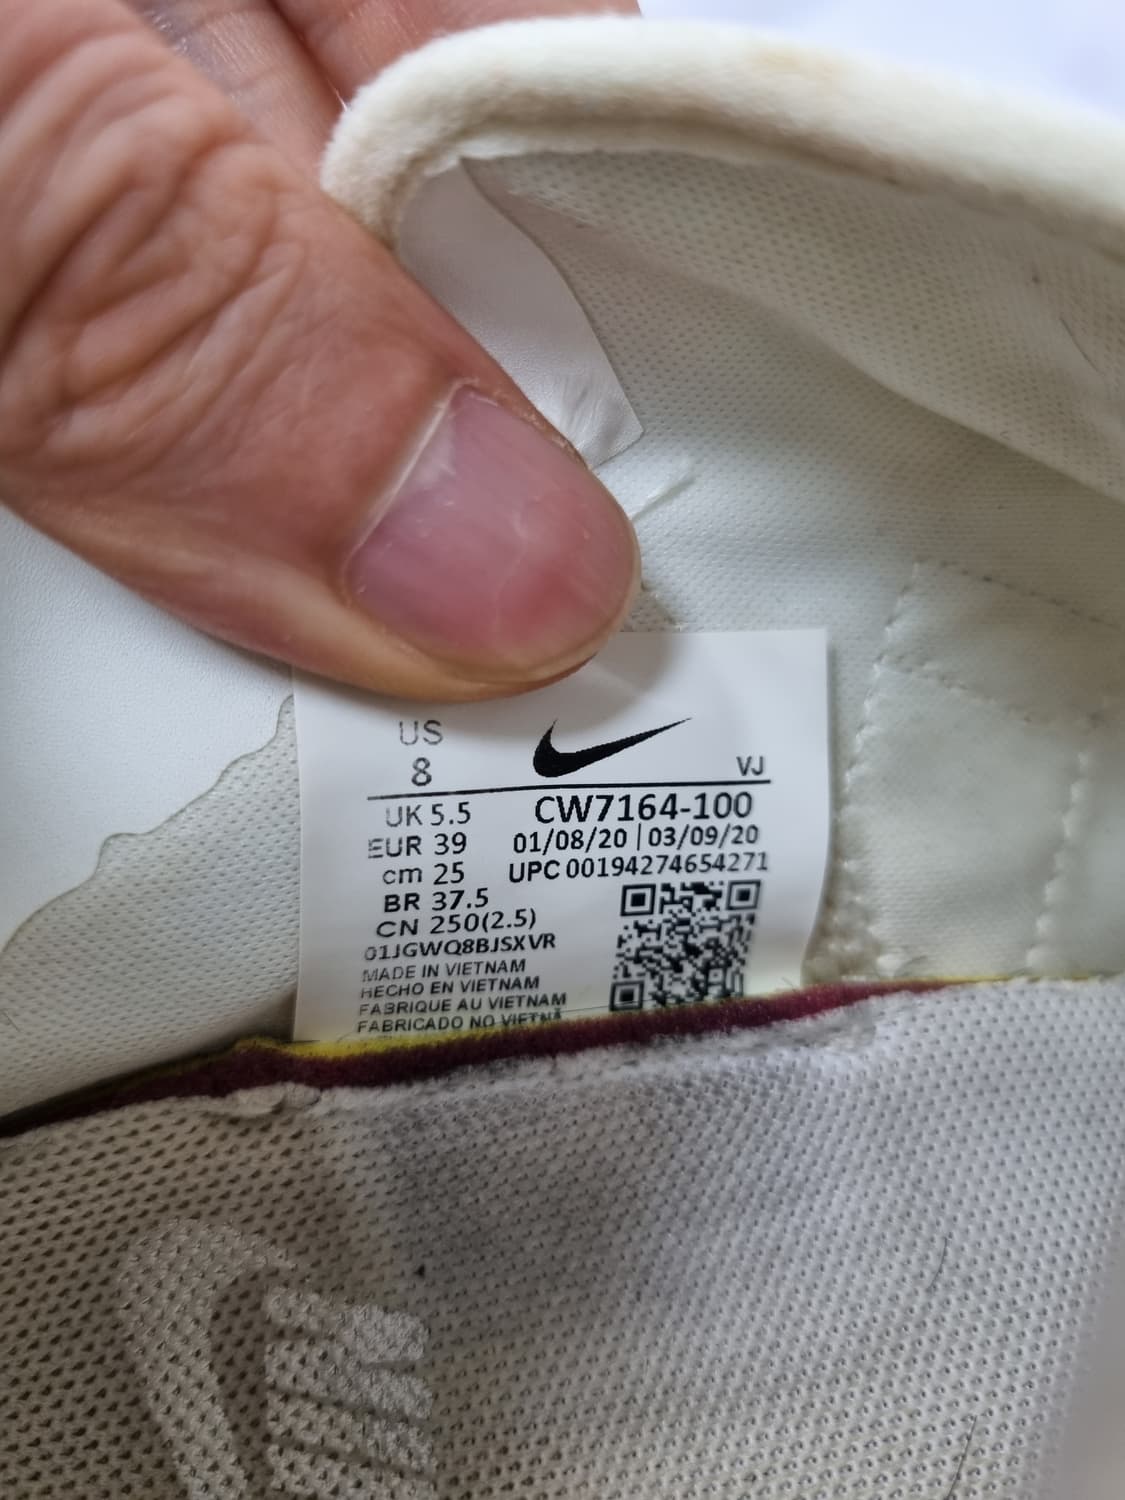 US
8
VJ
UK 5.5
CW7164-100
EUR 39
01/08/20 | 03/09/20
cm 25
UPC 00194274654271
BR 37.5
CN 250(2.5)
01JGWQ8BJSXVR
MADE IN VIETNAM
HECHO EN VIETNAM
FABRIQUE AU VIETNAM
FABRICADO NO VIETNÃ